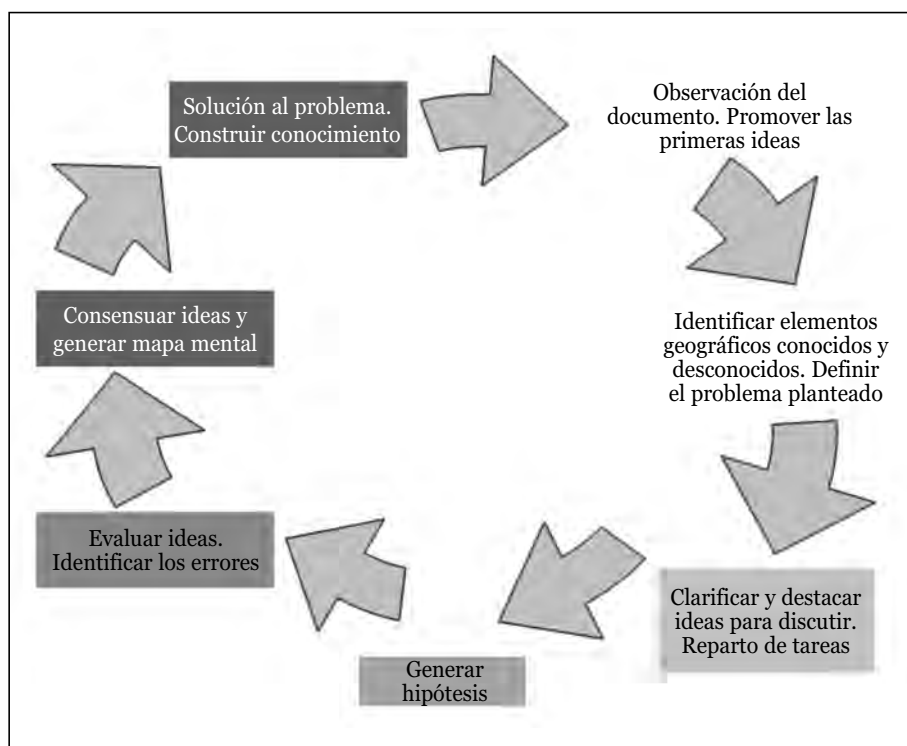 Solución al problema.
Construir conocimiento
Observación del
documento. Promover las
primeras ideas
Identificar elementos
geográficos conocidos y
desconocidos. Definir
el problema planteado
Clarificar y destacar
ideas para discutir.
Reparto de tareas
Generar
hipótesis
Evaluar ideas.
Identificar los errores
Consensuar ideas y
generar mapa mental